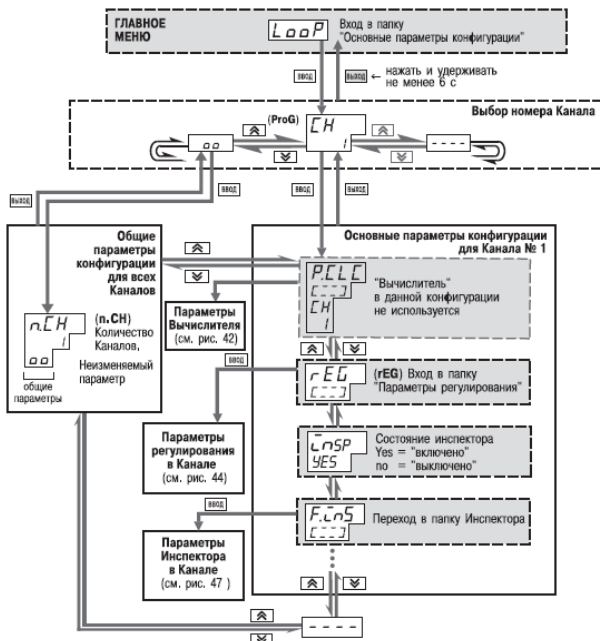 ГЛАВНОЕ
МЕНЮ
LooP
Вход в папку
"Основные параметры конфигурации"
ввод
выход
← нажать и удерживать
не менее 6 с
Выбор номера Канала
(ProG)
oo
CH
1
----
выход
ввод
ввод
выход
Общие
параметры
конфигурации
для всех
Каналов
n.CH
1
oo
(n.CH)
Количество
Каналов,
Неизменяемый
параметр
общие
параметры
Основные параметры конфигурации
для Канала № 1
P.CLC
[---]
CH
1
"Вычислитель"
в данной конфигурации
не используется
Параметры
Вычислителя
(см. рис. 42)
ввод
rEG
[---]
(rEG) Вход в папку
"Параметры регулирования"
Параметры
регулирования
в Канале
(см. рис. 44)
inSP
YES
Состояние инспектора
Yes = "включено"
no = "выключено"
ввод
F.inS
[---]
Переход в папку Инспектора
Параметры
Инспектора
в Канале
(см. рис. 47 )
----